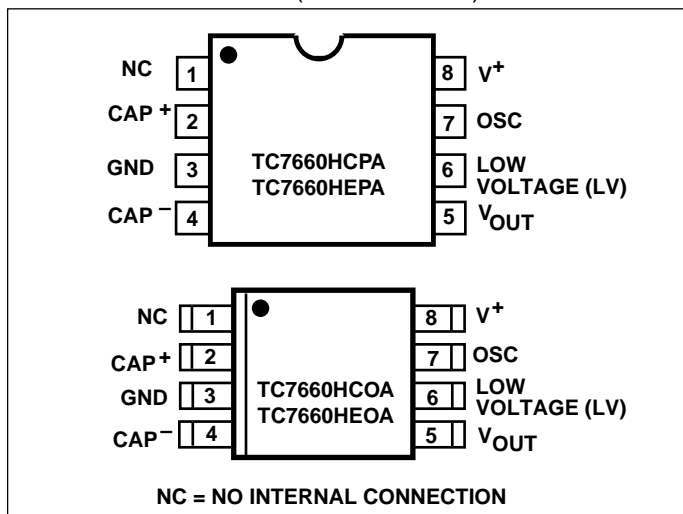 NC 1 8 V+
CAP + 2 7 OSC
GND 3 TC7660HCPA 6 LOW
TC7660HEPA VOLTAGE (LV)
CAP – 4 5 VOUT
NC 1 8 V+
CAP+ 2 7 OSC
GND 3 TC7660HCOA 6 LOW
TC7660HEOA VOLTAGE (LV)
CAP– 4 5 VOUT
NC = NO INTERNAL CONNECTION